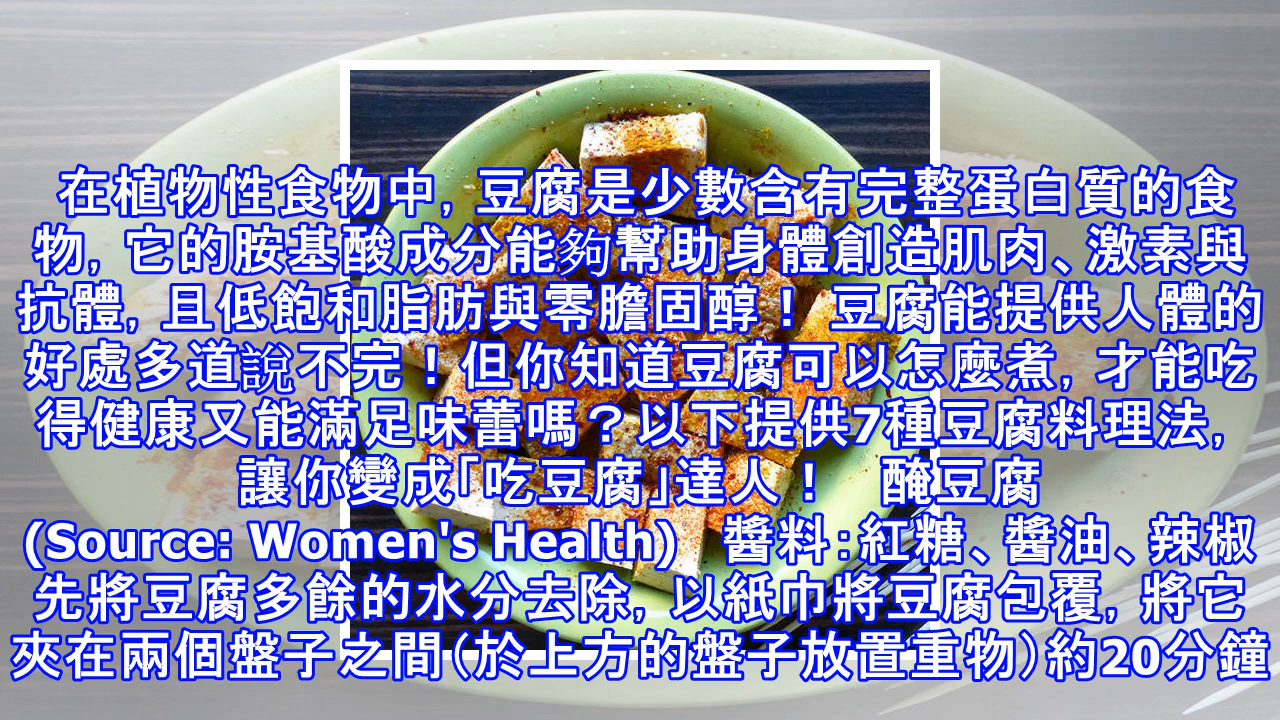 在植物性食物中, 豆腐是少數含有完整蛋白質的食
物, 它的胺基酸成分能夠幫助身體創造肌肉、激素與
抗體, 且低飽和脂肪與零膽固醇！ 豆腐能提供人體的
好處多道說不完！但你知道豆腐可以怎麼煮, 才能吃
得健康又能滿足味蕾嗎？以下提供7種豆腐料理法,
讓你變成「吃豆腐」達人！ 醃豆腐
(Source: Women's Health) 醬料：紅糖、醬油、辣椒
先將豆腐多餘的水分去除, 以紙巾將豆腐包覆, 將它
夾在兩個盤子之間（於上方的盤子放置重物）約20分鐘